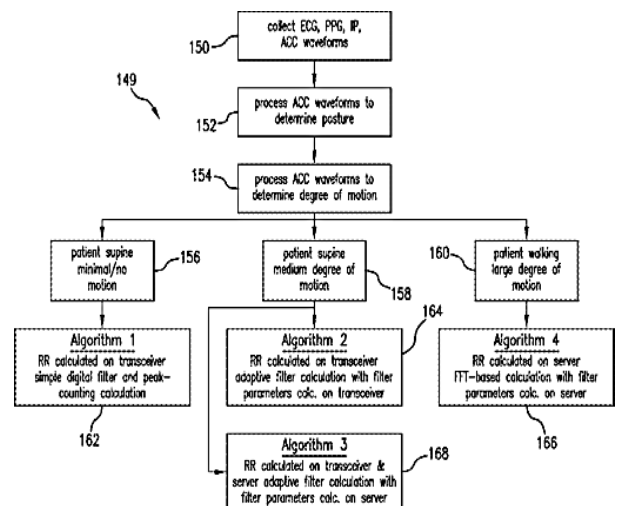 collect ECG, PPG, IP,
ACC waveforms
150
149
process ACC waveforms to
determine posture
152
process ACC waveforms to
determine degree of motion
154
patient supine
minimal/no
motion
156
patient supine
medium degree
of motion
158
160
patient walking
large degree
of motion
Algorithm 1
RR calculated on transceiver
simple digital filter and peak-
counting calculation
162
Algorithm 2
RR calculated on transceiver
adaptive filter calculation with filter
parameters calc. on transceiver
164
Algorithm 4
RR calculated on server
FFT-based calculation with filter
parameters calc. on server
166
Algorithm 3
RR calculated on transceiver &
server adaptive filter calculation with
filter parameters calc. on server
168